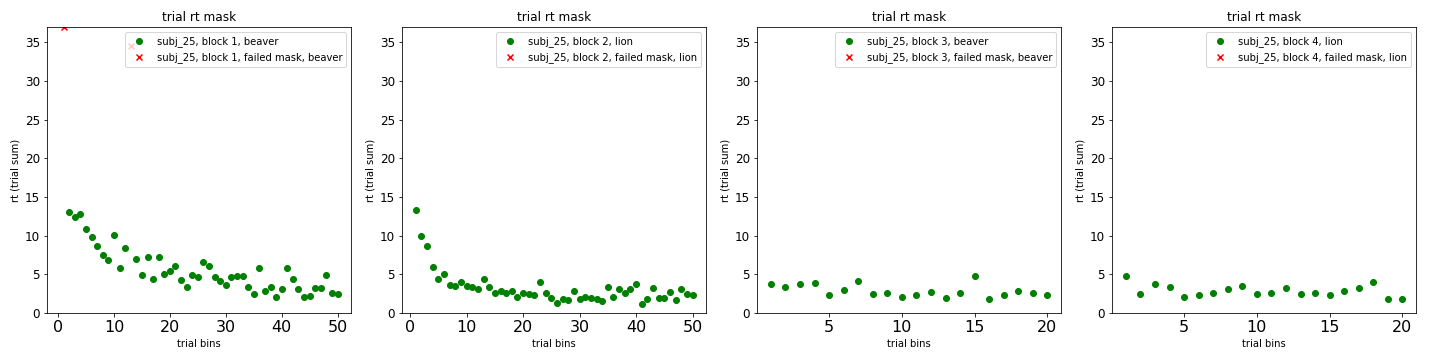 trial rt mask
subj_25, block 1, beaver
subj_25, block 1, failed mask, beaver
rt (trial sum)
35
30
25
20
15
10
5
0
0 10 20 30 40 50
trial bins
trial rt mask
subj_25, block 2, lion
subj_25, block 2, failed mask, lion
rt (trial sum)
35
30
25
20
15
10
5
0
0 10 20 30 40 50
trial bins
trial rt mask
subj_25, block 3, beaver
subj_25, block 3, failed mask, beaver
rt (trial sum)
35
30
25
20
15
10
5
0
5 10 15 20
trial bins
trial rt mask
subj_25, block 4, lion
subj_25, block 4, failed mask, lion
rt (trial sum)
35
30
25
20
15
10
5
0
5 10 15 20
trial bins